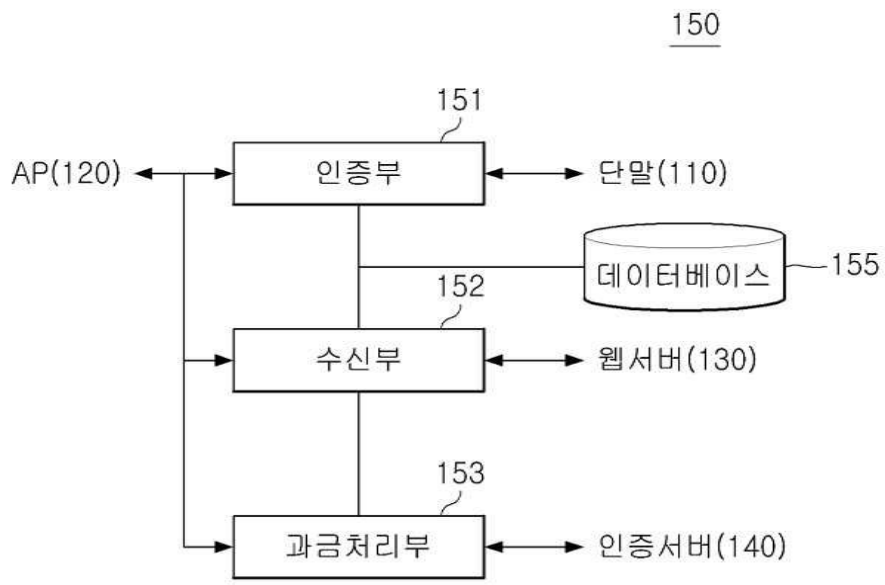 150
151
AP(120)
인증부
단말(110)
데이터베이스
155
152
수신부
웹서버(130)
153
과금처리부
인증서버(140)